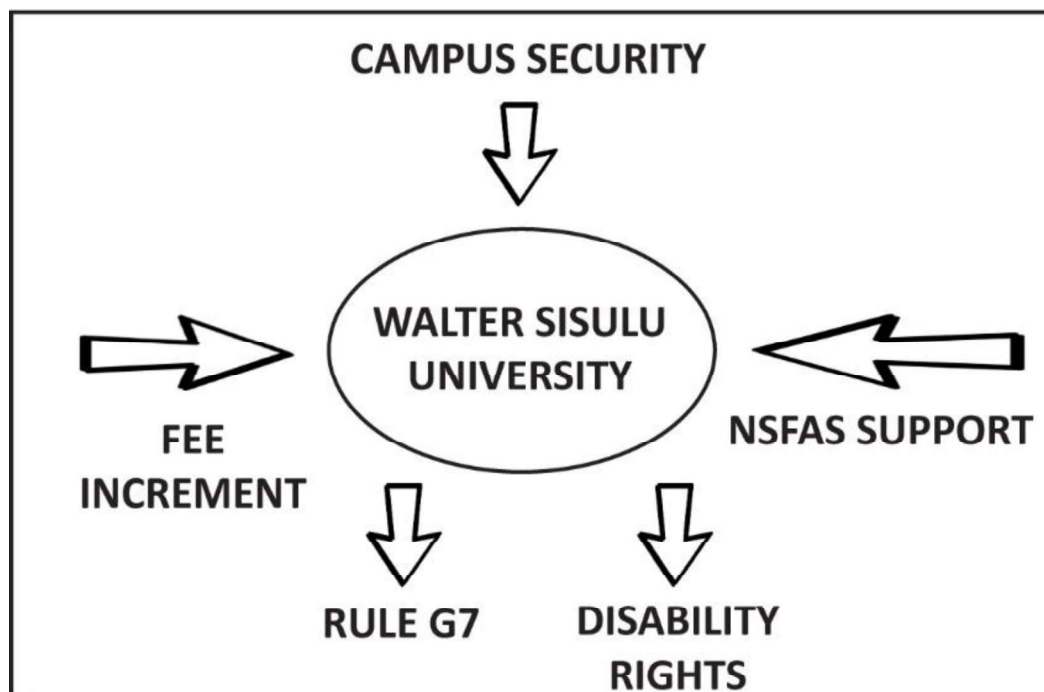 CAMPUS SECURITY
WALTER SISULU
UNIVERSITY
FEE
INCREMENT
NSFAS SUPPORT
RULE G7
DISABILITY
RIGHTS